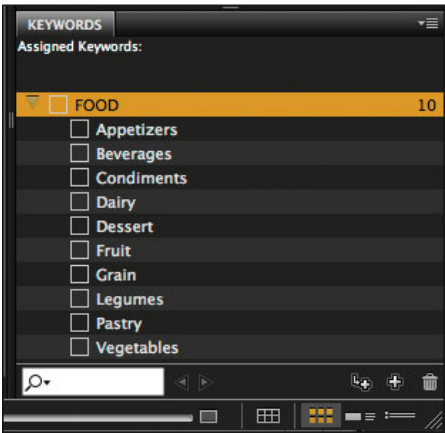 KEYWORDS
Assigned Keywords:
FOOD 10
Appetizers
Beverages
Condiments
Dairy
Dessert
Fruit
Grain
Legumes
Pastry
Vegetables